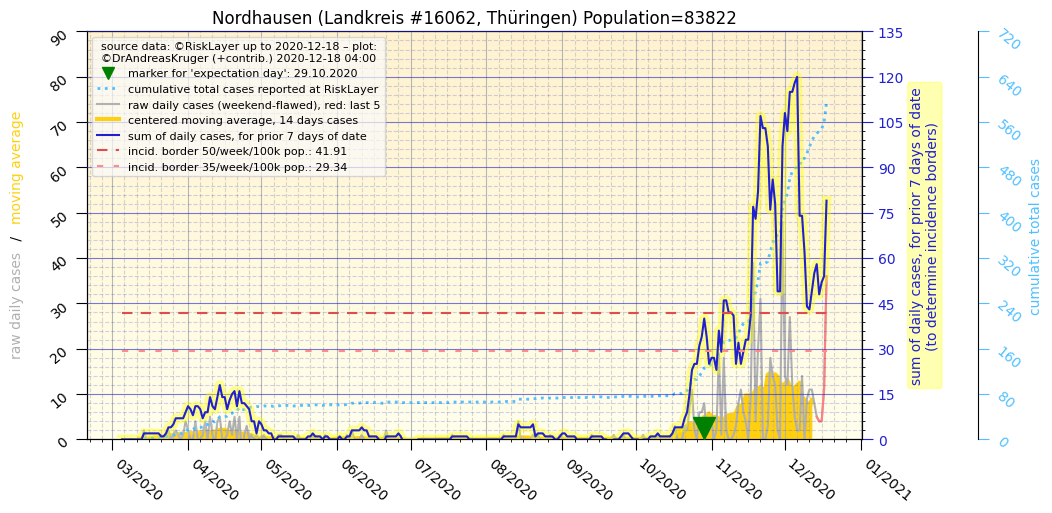 Nordhausen (Landkreis #16062, Thüringen) Population=83822
source data: ©RiskLayer up to 2020-12-18 – plot:
©DrAndreasKruger (+contrib.) 2020-12-18 04:00
marker for 'expectation day': 29.10.2020
cumulative total cases reported at RiskLayer
raw daily cases (weekend-flawed), red: last 5
centered moving average, 14 days cases
sum of daily cases, for prior 7 days of date
incid. border 50/week/100k pop.: 41.91
incid. border 35/week/100k pop.: 29.34
raw daily cases / moving average
90
80
70
60
50
40
30
20
10
0
03/2020
04/2020
05/2020
06/2020
07/2020
08/2020
09/2020
10/2020
11/2020
12/2020
01/2021
135
120
105
90
75
60
45
30
15
0
sum of daily cases, for prior 7 days of date
(to determine incidence borders)
720
640
560
480
400
320
240
160
80
0
cumulative total cases